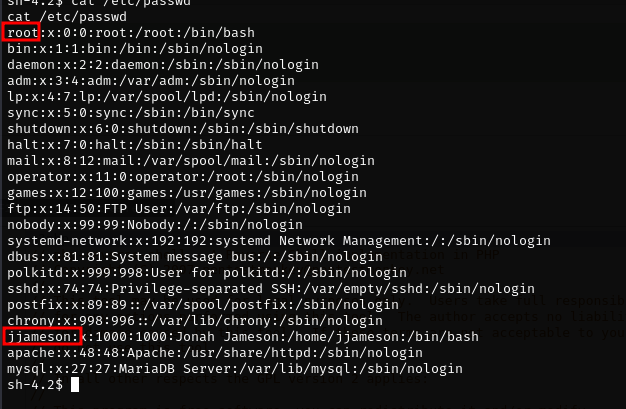 sh-4.2$ cat /etc/passwd
cat /etc/passwd
root:x:0:0:root:/root:/bin/bash
bin:x:1:1:bin:/bin:/sbin/nologin
daemon:x:2:2:daemon:/sbin:/sbin/nologin
adm:x:3:4:adm:/var/adm:/sbin/nologin
lp:x:4:7:lp:/var/spool/lpd:/sbin/nologin
sync:x:5:0:sync:/sbin:/bin/sync
shutdown:x:6:0:shutdown:/sbin:/sbin/shutdown
halt:x:7:0:halt:/sbin:/sbin/halt
mail:x:8:12:mail:/var/spool/mail:/sbin/nologin
operator:x:11:0:operator:/root:/sbin/nologin
games:x:12:100:games:/usr/games:/sbin/nologin
ftp:x:14:50:FTP User:/var/ftp:/sbin/nologin
nobody:x:99:99:Nobody:/:/sbin/nologin
systemd-network:x:192:192:systemd Network Management:/:/sbin/nologin
dbus:x:81:81:System message bus:/:/sbin/nologin
polkitd:x:999:998:User for polkitd:/:/sbin/nologin
sshd:x:74:74:Privilege-separated SSH:/var/empty/sshd:/sbin/nologin
postfix:x:89:89::/var/spool/postfix:/sbin/nologin
chrony:x:998:996::/var/lib/chrony:/sbin/nologin
jjameson:x:1000:1000:Jonah Jameson:/home/jjameson:/bin/bash
apache:x:48:48:Apache:/usr/share/httpd:/sbin/nologin
mysql:x:27:27:MariaDB Server:/var/lib/mysql:/sbin/nologin
sh-4.2$